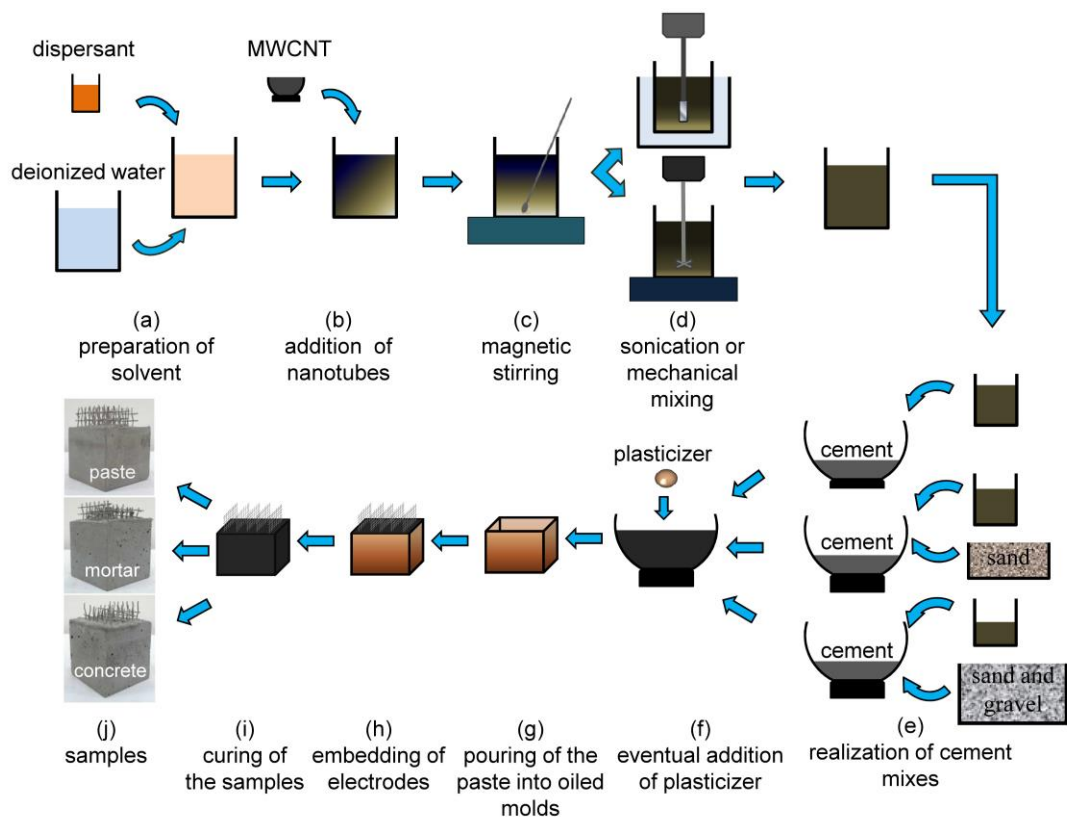 dispersant
MWCNT
deionized water
(a)
preparation of
solvent
(b)
addition of
nanotubes
(c)
magnetic
stirring
(d)
sonication or
mechanical
mixing
cement
cement
sand
cement
sand and
gravel
(e)
realization of cement
mixes
plasticizer
(f)
eventual addition
of plasticizer
(g)
pouring of the
paste into oiled
molds
(h)
embedding of
electrodes
(i)
curing of
the samples
paste
mortar
concrete
(j)
samples